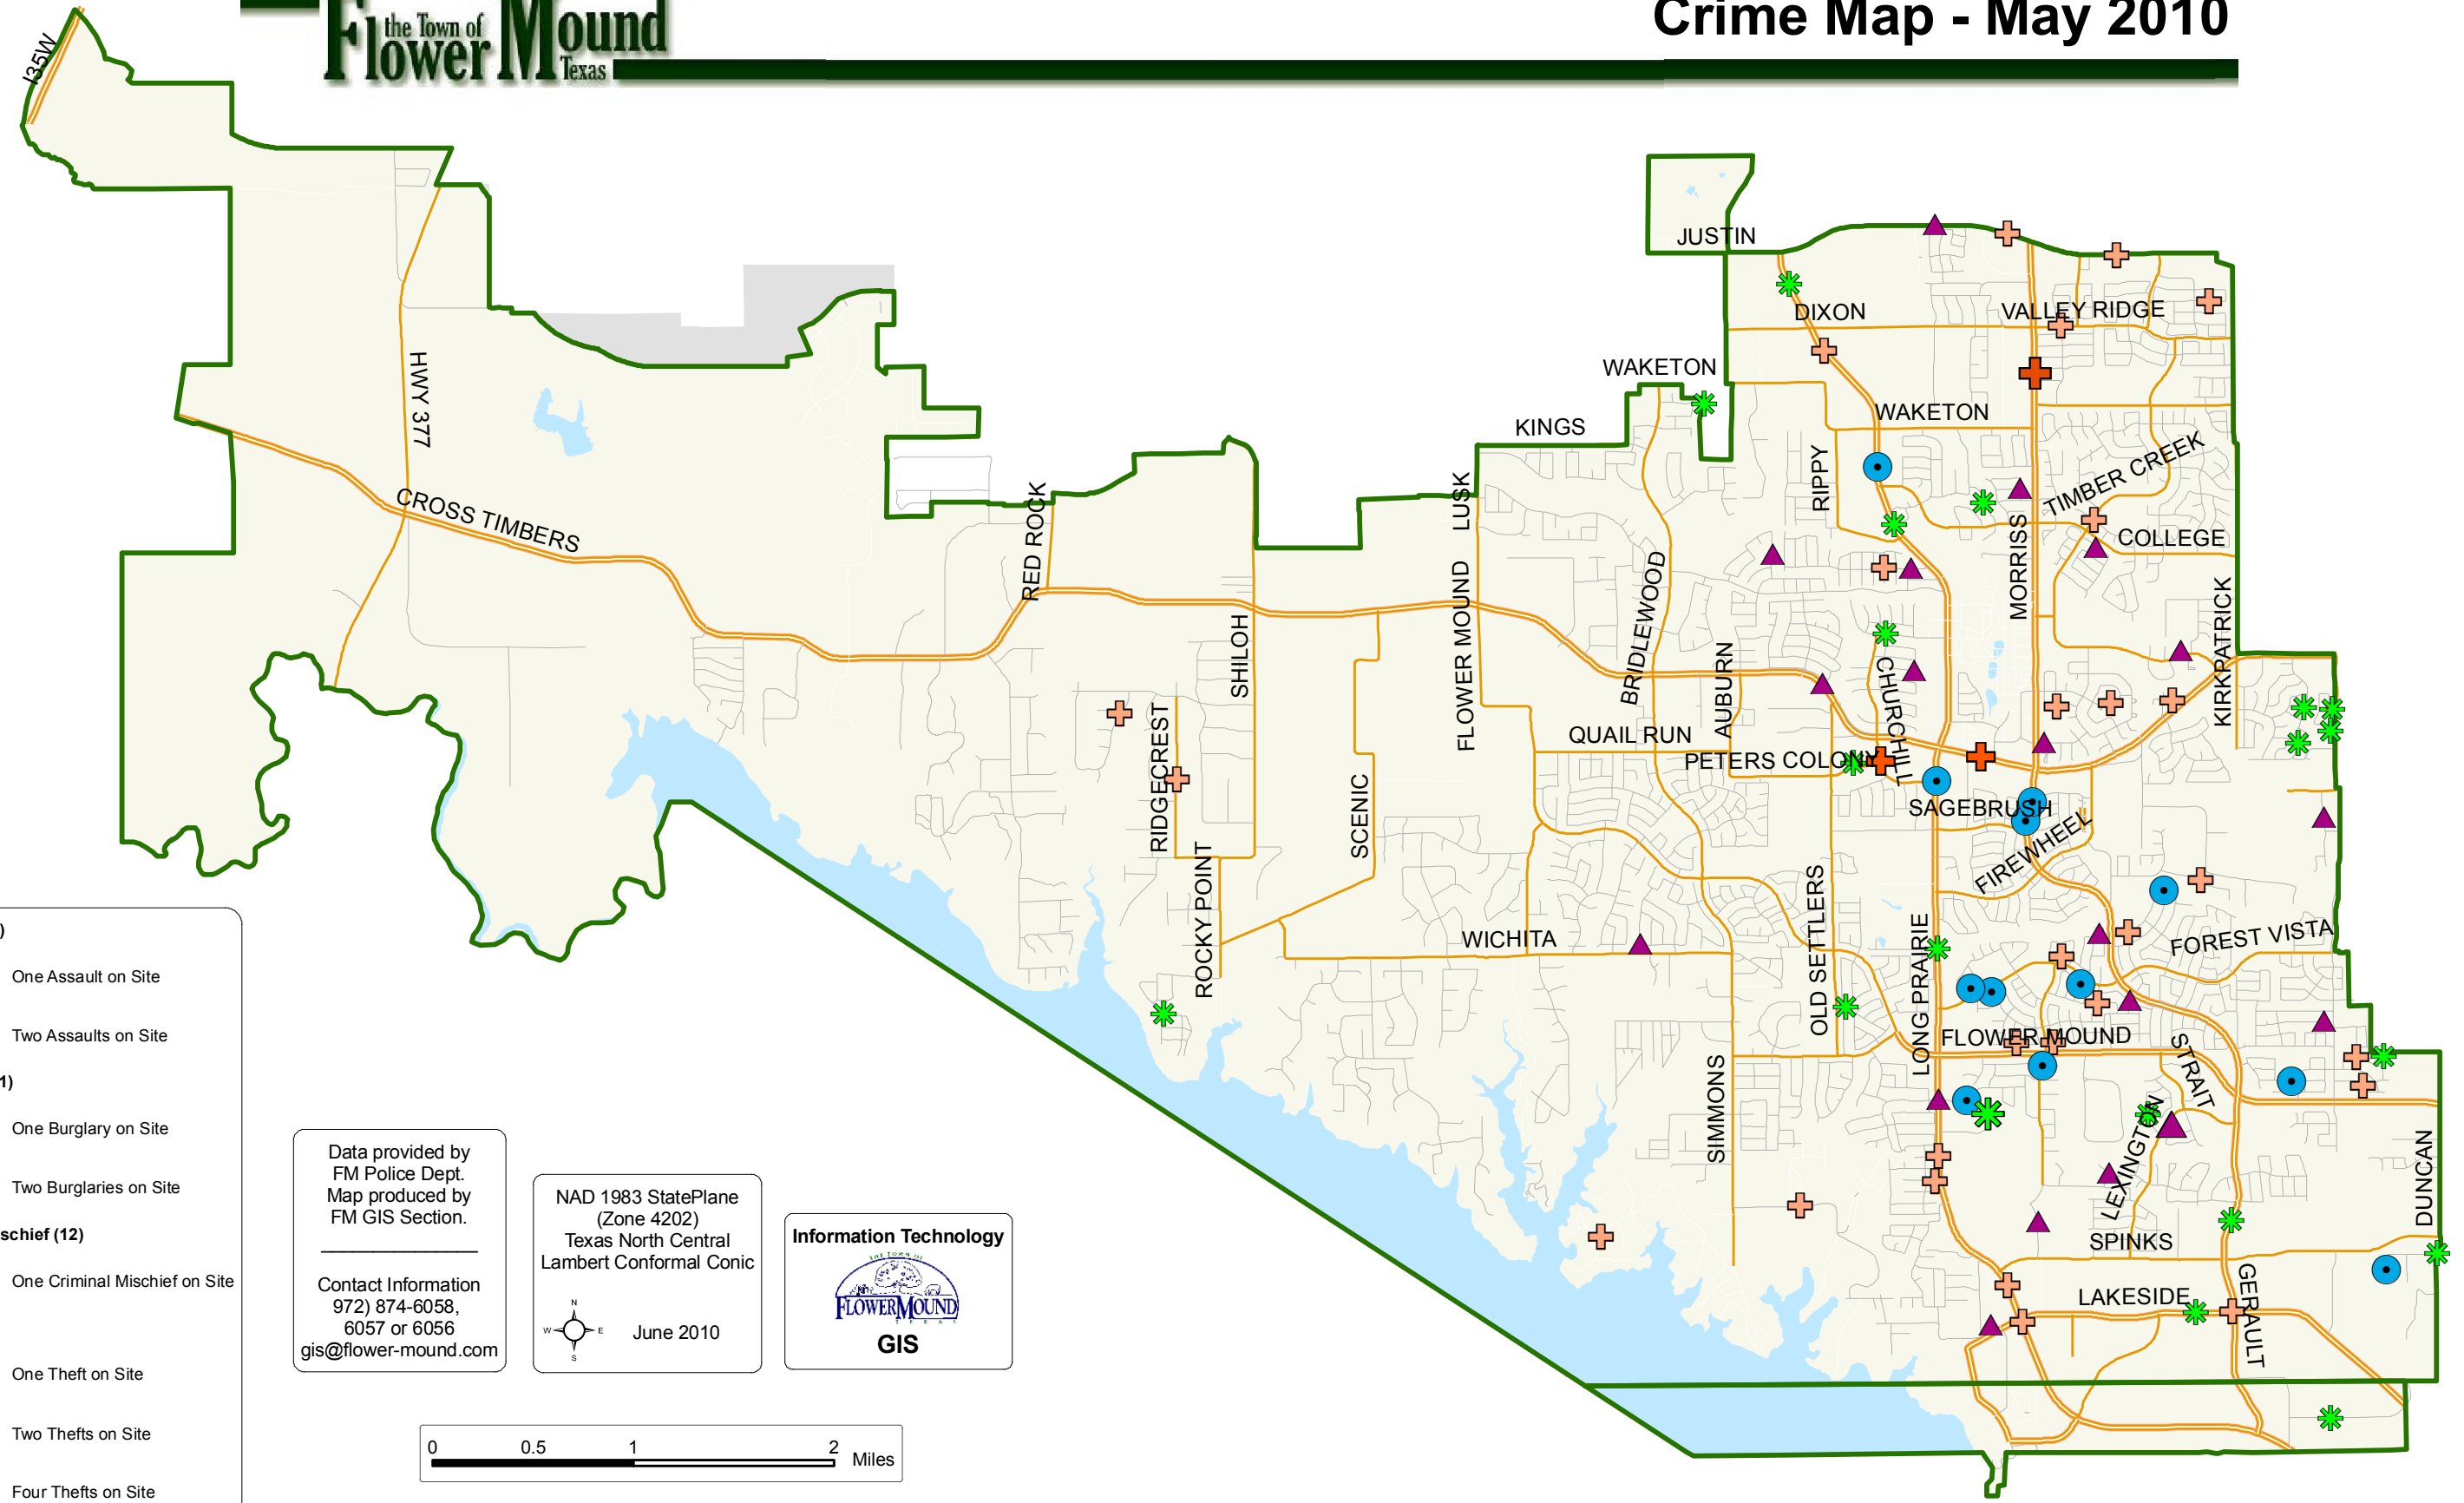 the Town of
Flower Mound
Texas
Crime Map - May 2010
I35W
JUSTIN
DIXON
VALLEY RIDGE
HWY 377
WAKETON
WAKETON
KINGS
RIPPY
TIMBER CREEK
COLLEGE
CROSS TIMBERS
RED ROCK
LUSK
MORRISS
SHILOH
FLOWER MOUND
BRIDLEWOOD
AUBURN
CHURCHILL
KIRKPATRICK
RIDGECREST
QUAIL RUN
PETERS COLONY
SCENIC
SAGEBRUSH
FIREWHEEL
ROCKY POINT
WICHITA
OLD SETTLERS
LONG PRAIRIE
FOREST VISTA
FLOWER MOUND
STRAIT
SIMMONS
LEXINGTON
DUNCAN
SPINKS
LAKESIDE
GERAULT
)
One Assault on Site
Two Assaults on Site
1)
One Burglary on Site
Two Burglaries on Site
schief (12)
One Criminal Mischief on Site
One Theft on Site
Two Thefts on Site
Four Thefts on Site
Data provided by
FM Police Dept.
Map produced by
FM GIS Section.
Contact Information
972) 874-6058,
6057 or 6056
gis@flower-mound.com
NAD 1983 StatePlane
(Zone 4202)
Texas North Central
Lambert Conformal Conic
N
W E
S
June 2010
Information Technology
THE TOWN OF
FLOWER MOUND
TEXAS
GIS
0 0.5 1 2 Miles